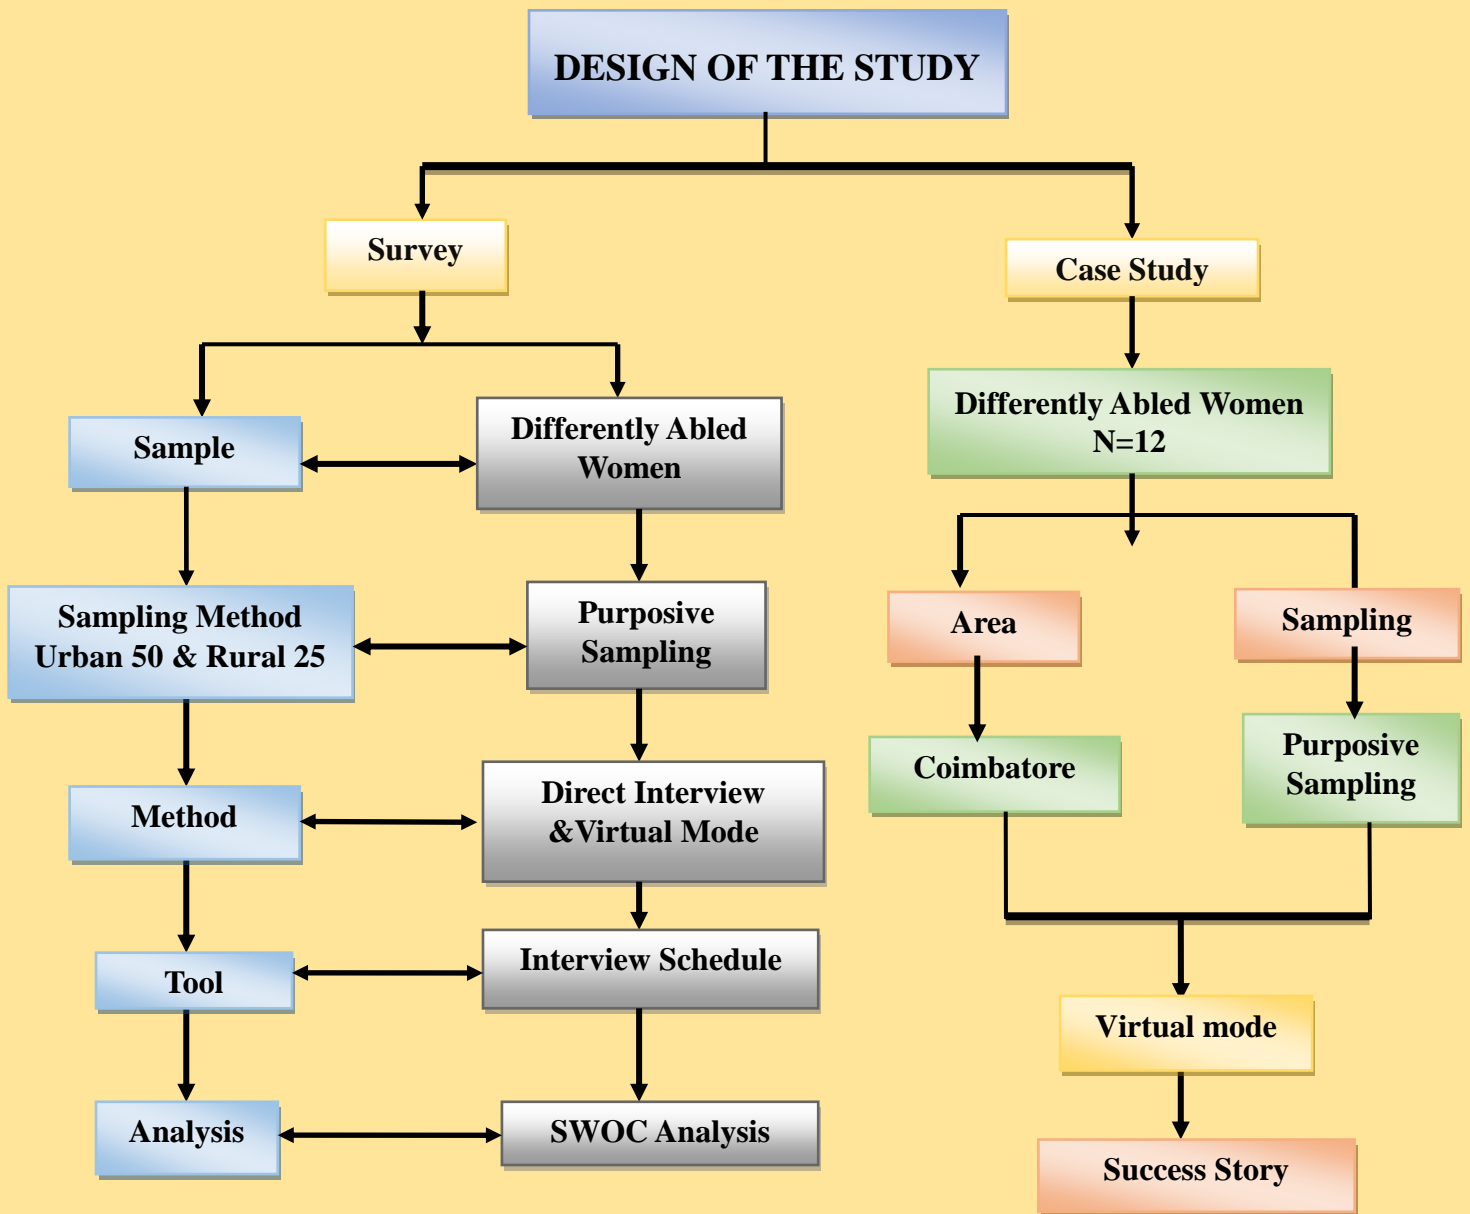 DESIGN OF THE STUDY
Survey
Case Study
Sample
Differently Abled
Women
Differently Abled Women
N=12
Sampling Method
Urban 50 & Rural 25
Purposive
Sampling
Area
Sampling
Method
Direct Interview
&Virtual Mode
Coimbatore
Purposive
Sampling
Tool
Interview Schedule
Virtual mode
Analysis
SWOC Analysis
Success Story